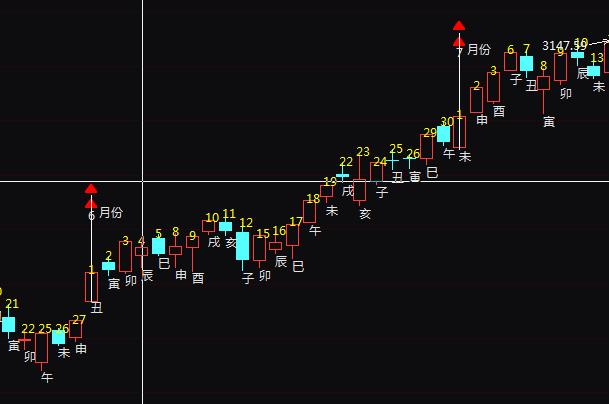 21
寅
22
卯
25
午
26
未
27
申
6 月份
1
丑
2
寅
3
卯
4
辰
5
巳
8
申
9
酉
10
戌
11
亥
12
子
15
卯
16
辰
17
巳
18
午
19
未
22
戌
23
亥
24
子
25
丑
26
寅
29
巳
30
午
7 月份
1
未
2
申
3
酉
6
子
7
丑
8
寅
9
卯
3147.59
10
辰
13
未